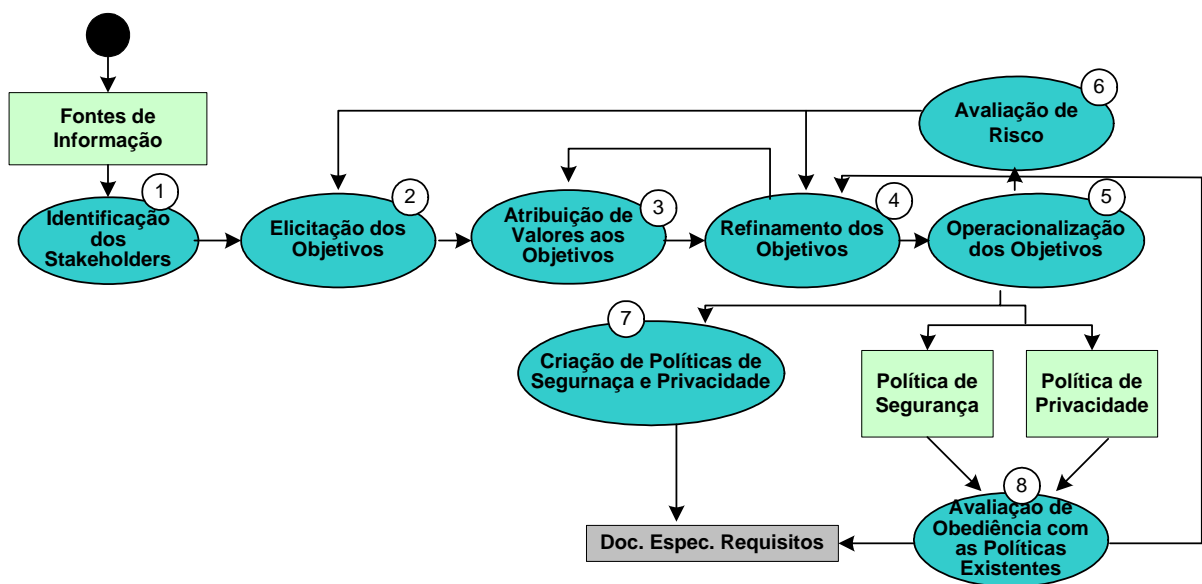 Fontes de
Informação
1
Identificação
dos
Stakeholders
2
Elicitação dos
Objetivos
3
Atribuição de
Valores aos
Objetivos
4
Refinamento dos
Objetivos
5
Operacionalização
dos Objetivos
6
Avaliação de
Risco
7
Criação de Políticas de
Segurnaça e Privacidade
Política de
Segurança
Política de
Privacidade
8
Avaliação de
Obediência com
as Políticas
Existentes
Doc. Espec. Requisitos